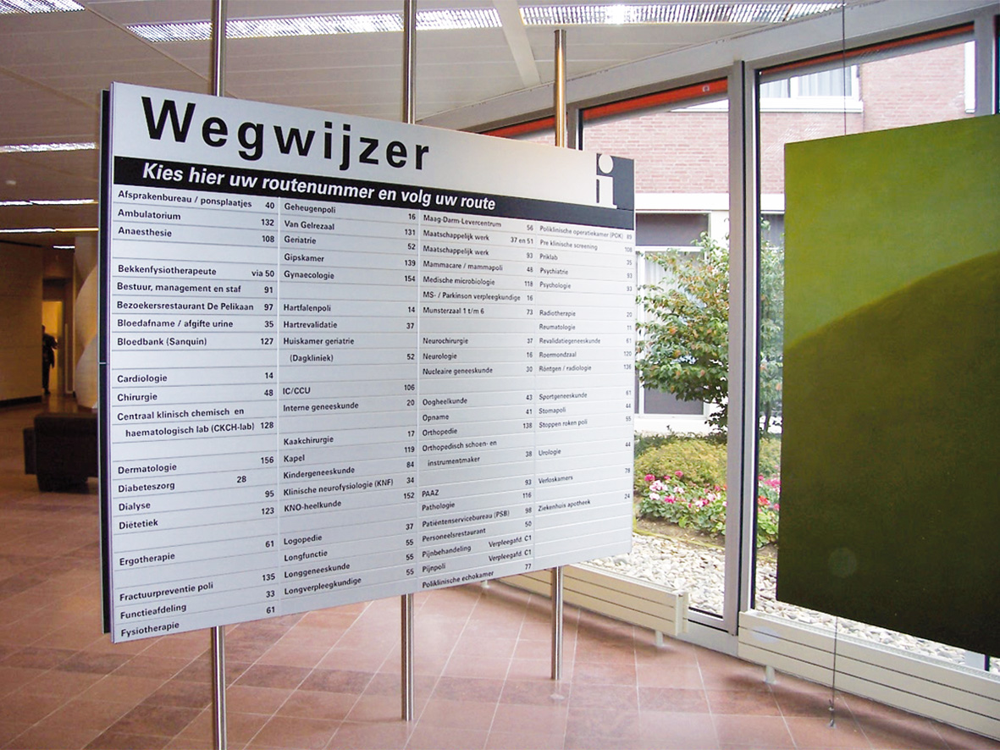 Wegwijzer
i
Kies hier uw routenummer en volg uw route
Afsprakenbureau / ponsplaatjes 40
Ambulatorium 132
Anaesthesie 108
Bekkenfysiotherapeute via 50
Bestuur, management en staf 91
Bezoekersrestaurant De Pelikaan 97
Bloedafname / afgifte urine 35
Bloedbank (Sanquin) 127
Cardiologie 14
Chirurgie 48
Centraal klinisch chemisch en
haematologisch lab (CKCH-lab) 128
Dermatologie 156
Diabeteszorg 28
Dialyse 95
Diëtetiek 123
Ergotherapie 61
Fractuurpreventie poli 135
Functieafdeling 33
Fysiotherapie 61
Geheugenpoli 16
Van Gelrezaal 131
Geriatrie 52
Gipskamer 139
Gynaecologie 154
Hartfalenpoli 14
Hartrevalidatie 37
Huiskamer geriatrie
(Dagkliniek) 52
IC/CCU 106
Interne geneeskunde 20
Kaakchirurgie 17
Kapel 119
Kindergeneeskunde 84
Klinische neurofysiologie (KNF) 34
KNO-heelkunde 152
Logopedie 37
Longfunctie 55
Longgeneeskunde 55
Longverpleegkundige 55
Maag-Darm-Levercentrum 56
Maatschappelijk werk 37 en 51
Maatschappelijk werk 93
Mammacare / mammapoli 48
Medische microbiologie 118
MS- / Parkinson verpleegkundige 16
Munsterzaal 1 t/m 6 73
Neurochirurgie 37
Neurologie 16
Nucleaire geneeskunde 30
Oogheelkunde 43
Opname 41
Orthopedie 138
Orthopedisch schoen- en
instrumentmaker 38
PAAZ 93
Pathologie 116
Patiëntenservicebureau (PSB) 98
Personeelsrestaurant 50
Pijnbehandeling Verpleegafd. C1
Pijnpoli Verpleegafd. C1
Poliklinische echokamer 77
Poliklinische operatiekamer (POK) 85
Pre klinische screening 108
Priklab 35
Psychiatrie 93
Psychologie 93
Radiotherapie 20
Reumatologie 11
Revalidatiegeneeskunde 61
Roermondzaal 120
Röntgen / radiologie 136
Sportgeneeskunde 61
Stomapoli 44
Stoppen roken poli 95
Urologie 44
Verloskamers 78
Ziekenhuis apotheek 24